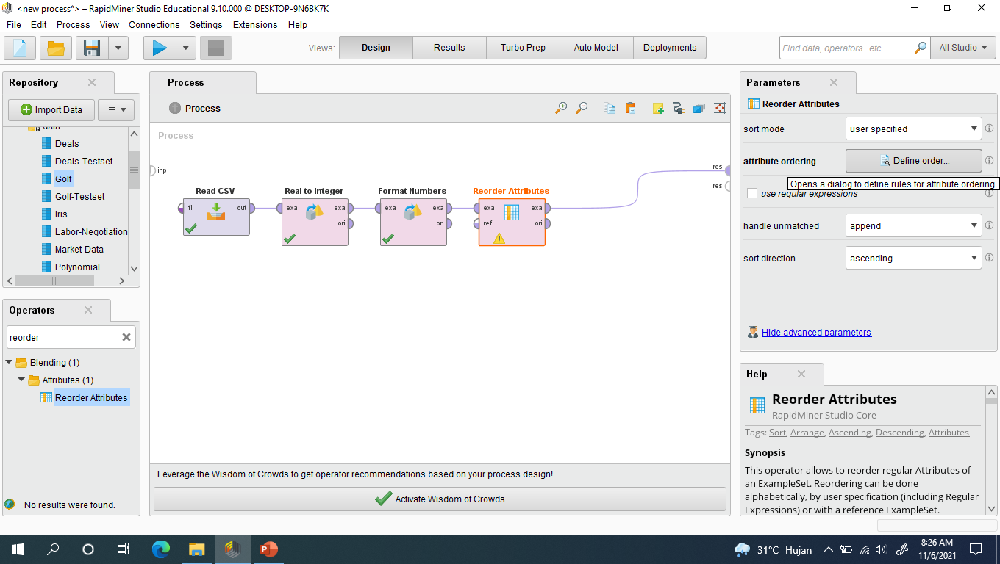 <new process*> – RapidMiner Studio Educational 9.10.000 @ DESKTOP-9N6BK7K
File Edit Process View Connections Settings Extensions Help
Views: Design Results Turbo Prep Auto Model Deployments
Find data, operators...etc
All Studio
Repository
Import Data
data
Deals
Deals-Testset
Golf
Golf-Testset
Iris
Labor-Negotiation
Market-Data
Polynomial
Operators
reorder
Blending (1)
Attributes (1)
Reorder Attributes
No results were found.
Process
Process
Process
inp
res
res
Read CSV
fil out
Real to Integer
exa exa
ori
Format Numbers
exa exa
ori
Reorder Attributes
exa exa
ref ori
Leverage the Wisdom of Crowds to get operator recommendations based on your process design!
Activate Wisdom of Crowds
Parameters
Reorder Attributes
sort mode user specified
attribute ordering Define order...
Opens a dialog to define rules for attribute ordering.
use regular expressions
handle unmatched append
sort direction ascending
Hide advanced parameters
Help
Reorder Attributes
RapidMiner Studio Core
Tags: Sort, Arrange, Ascending, Descending, Attributes
Synopsis
This operator allows to reorder regular Attributes of
an ExampleSet. Reordering can be done
alphabetically, by user specification (including Regular
Expressions) or with a reference ExampleSet.
31°C Hujan
8:26 AM
11/6/2021